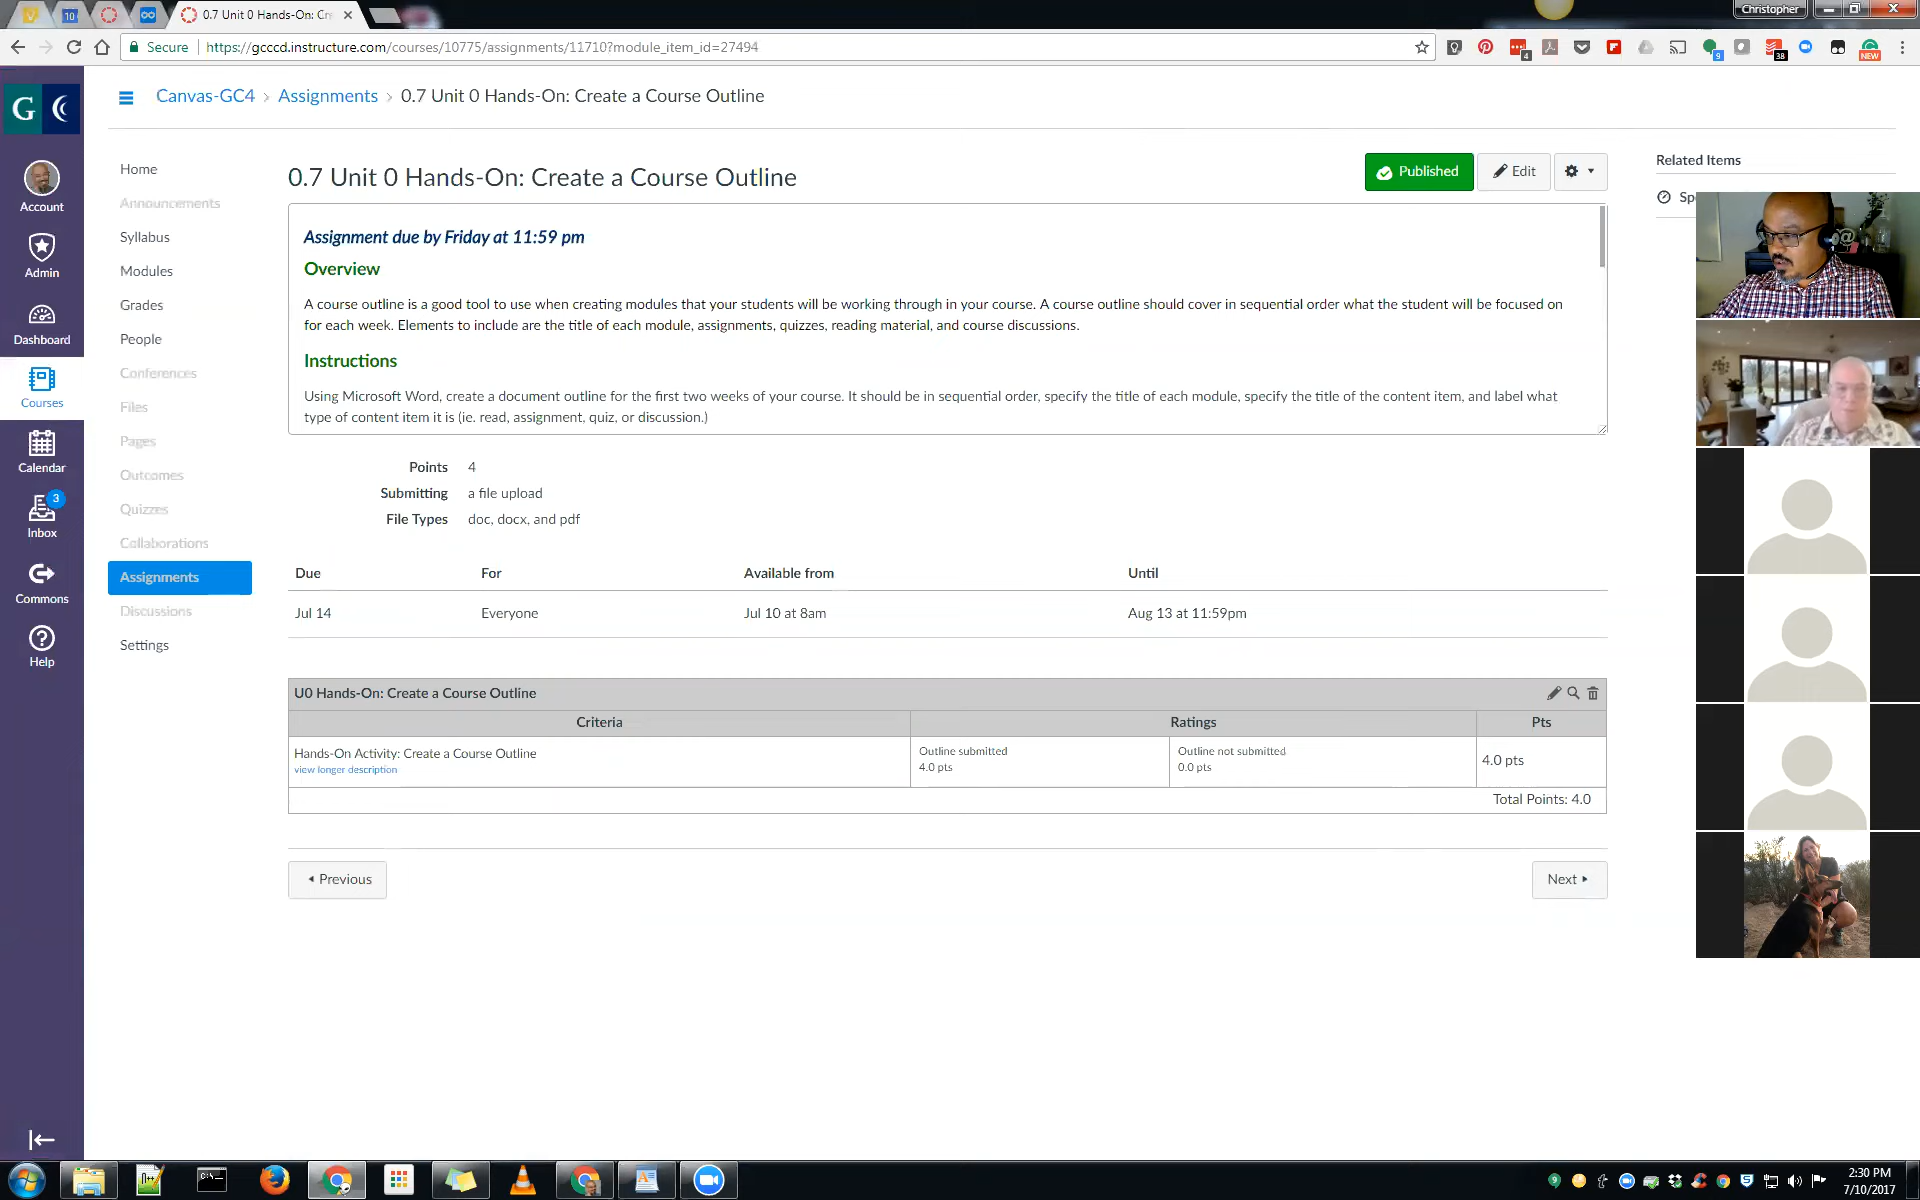 0.7 Unit 0 Hands-On: Cr
Christopher
Secure
https://gcccd.instructure.com/courses/10775/assignments/11710?module_item_id=27494
Canvas-GC4 > Assignments > 0.7 Unit 0 Hands-On: Create a Course Outline
G
Account
Admin
Dashboard
Courses
Calendar
3
Inbox
Commons
Help
Home
Announcements
Syllabus
Modules
Grades
People
Conferences
Files
Pages
Outcomes
Quizzes
Collaborations
Assignments
Discussions
Settings
0.7 Unit 0 Hands-On: Create a Course Outline
Published
Edit
Related Items
Sp
Assignment due by Friday at 11:59 pm
Overview
A course outline is a good tool to use when creating modules that your students will be working through in your course. A course outline should cover in sequential order what the student will be focused on
for each week. Elements to include are the title of each module, assignments, quizzes, reading material, and course discussions.
Instructions
Using Microsoft Word, create a document outline for the first two weeks of your course. It should be in sequential order, specify the title of each module, specify the title of the content item, and label what
type of content item it is (ie. read, assignment, quiz, or discussion.)
Points 4
Submitting a file upload
File Types doc, docx, and pdf
Due For Available from Until
Jul 14 Everyone Jul 10 at 8am Aug 13 at 11:59pm
U0 Hands-On: Create a Course Outline
Criteria Ratings Pts
Hands-On Activity: Create a Course Outline
view longer description
Outline submitted
4.0 pts
Outline not submitted
0.0 pts
4.0 pts
Total Points: 4.0
Previous
Next
2:30 PM
7/10/2017